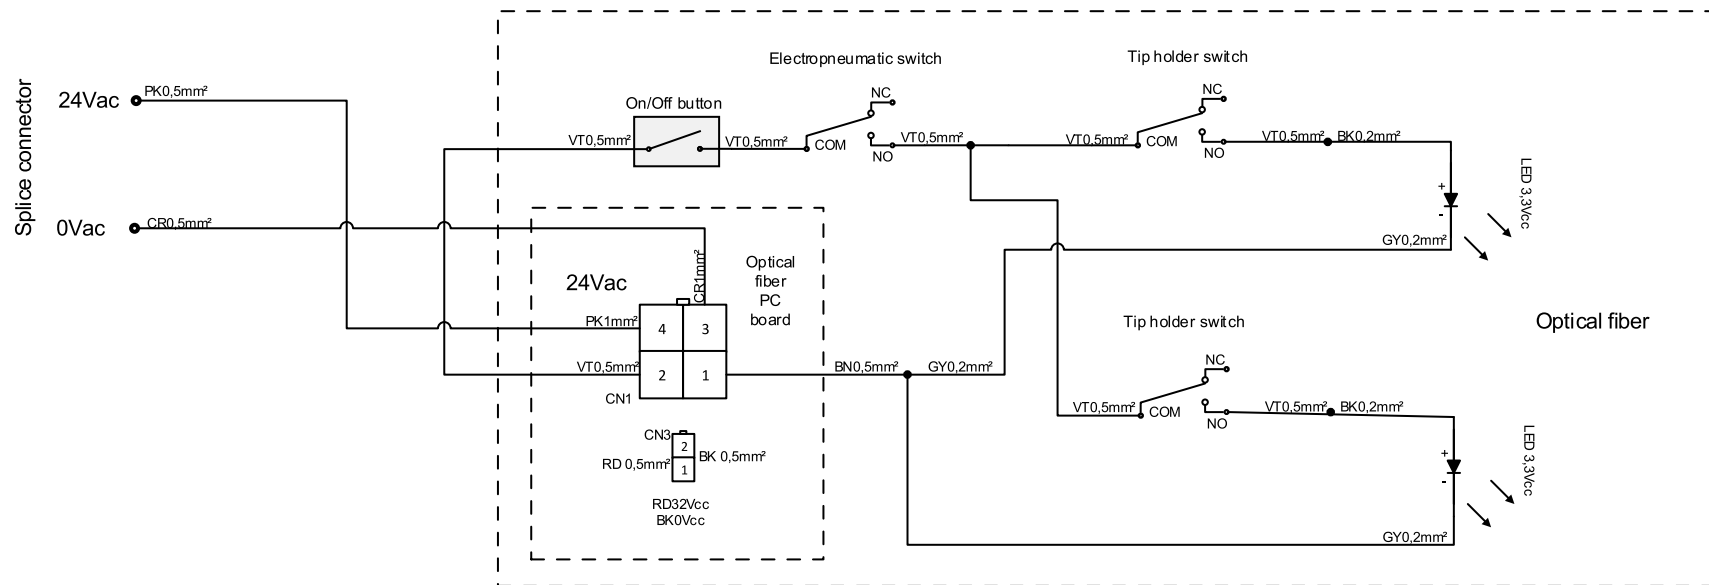 Splice connector
24Vac
PK0,5mm²
0Vac
CR0,5mm²
On/Off button
VT0,5mm²
VT0,5mm²
Electropneumatic switch
NC
COM
NO
VT0,5mm²
Tip holder switch
NC
VT0,5mm²
COM
NO
VT0,5mm²
BK0,2mm²
+
-
LED 3,3Vcc
GY0,2mm²
24Vac
CR1mm²
Optical
fiber
PC
board
PK1mm²
4
3
VT0,5mm²
2
1
CN1
BN0,5mm²
GY0,2mm²
CN3
2
RD 0,5mm²
1
BK 0,5mm²
RD32Vcc
BK0Vcc
Tip holder switch
NC
VT0,5mm²
COM
NO
VT0,5mm²
BK0,2mm²
+
-
LED 3,3Vcc
GY0,2mm²
Optical fiber